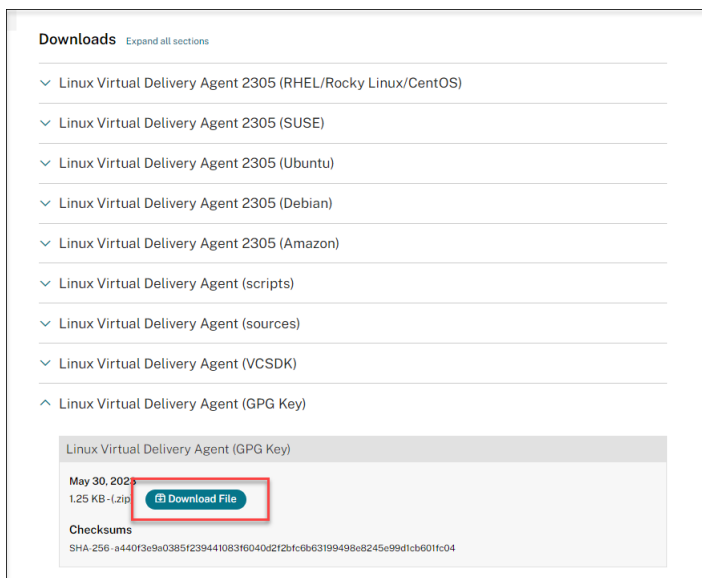 Downloads Expand all sections
Linux Virtual Delivery Agent 2305 (RHEL/Rocky Linux/CentOS)
Linux Virtual Delivery Agent 2305 (SUSE)
Linux Virtual Delivery Agent 2305 (Ubuntu)
Linux Virtual Delivery Agent 2305 (Debian)
Linux Virtual Delivery Agent 2305 (Amazon)
Linux Virtual Delivery Agent (scripts)
Linux Virtual Delivery Agent (sources)
Linux Virtual Delivery Agent (VCSDK)
Linux Virtual Delivery Agent (GPG Key)
Linux Virtual Delivery Agent (GPG Key)
May 30, 2023
1.25 KB - (.zip) Download File
Checksums
SHA-256 - a440f3e9a0385f239441083f6040d2f2bfc6b63199498e8245e99d1cb601fc04